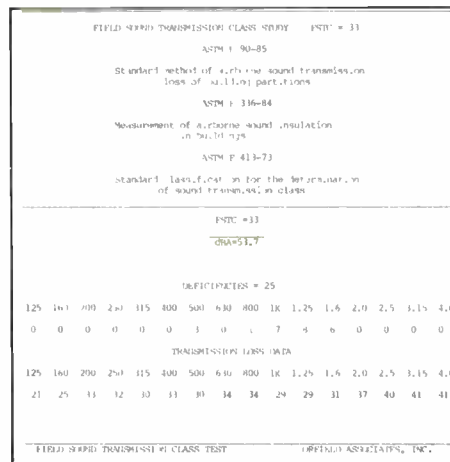 FIELD SOUND TRANSMISSION CLASS STUDY FSTC = 33
ASTM E 90-85
Standard method of airborne sound transmission
loss of building partitions
ASTM E 336-84
Measurement of airborne sound insulation
in buildings
ASTM E 413-73
Standard classification for the determination
of sound transmission class
FSTC =33
dBA=53.7
DEFICIENCIES = 25
125 160 200 250 315 400 500 630 800 1K 1.25 1.6 2.0 2.5 3.15 4.0
0 0 0 0 0 0 3 0 7 8 6 0 0 0 0
TRANSMISSION LOSS DATA
125 160 200 250 315 400 500 630 800 1K 1.25 1.6 2.0 2.5 3.15 4.0
21 25 33 32 30 33 30 34 34 29 29 31 37 40 41 41
FIELD SOUND TRANSMISSION CLASS TEST ORFIELD ASSOCIATES, INC.